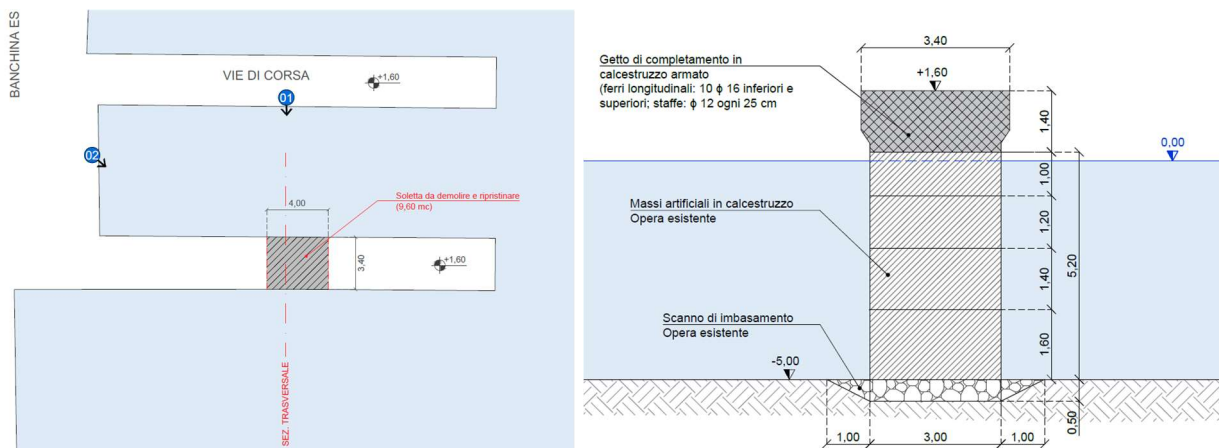 BANCHINA ES
VIE DI CORSA
+1,60
01
02
Soletta da demolire e ripristinare
(9,60 mc)
4,00
3,40
+1,60
SEZ. TRASVERSALE
3,40
Getto di completamento in
calcestruzzo armato
(ferri longitudinali: 10 ϕ 16 inferiori e
superiori; staffe: ϕ 12 ogni 25 cm
+1,60
1,40
0,00
1,00
Massi artificiali in calcestruzzo
Opera esistente
1,20
1,40
5,20
Scanno di imbasamento
Opera esistente
1,60
-5,00
0,50
1,00
3,00
1,00